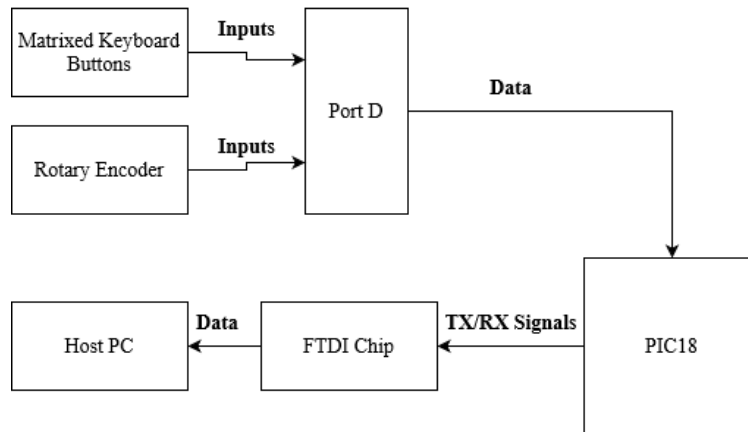 Matrixed Keyboard
Buttons
Inputs
Port D
Data
Rotary Encoder
Inputs
Host PC
Data
FTDI Chip
TX/RX Signals
PIC18